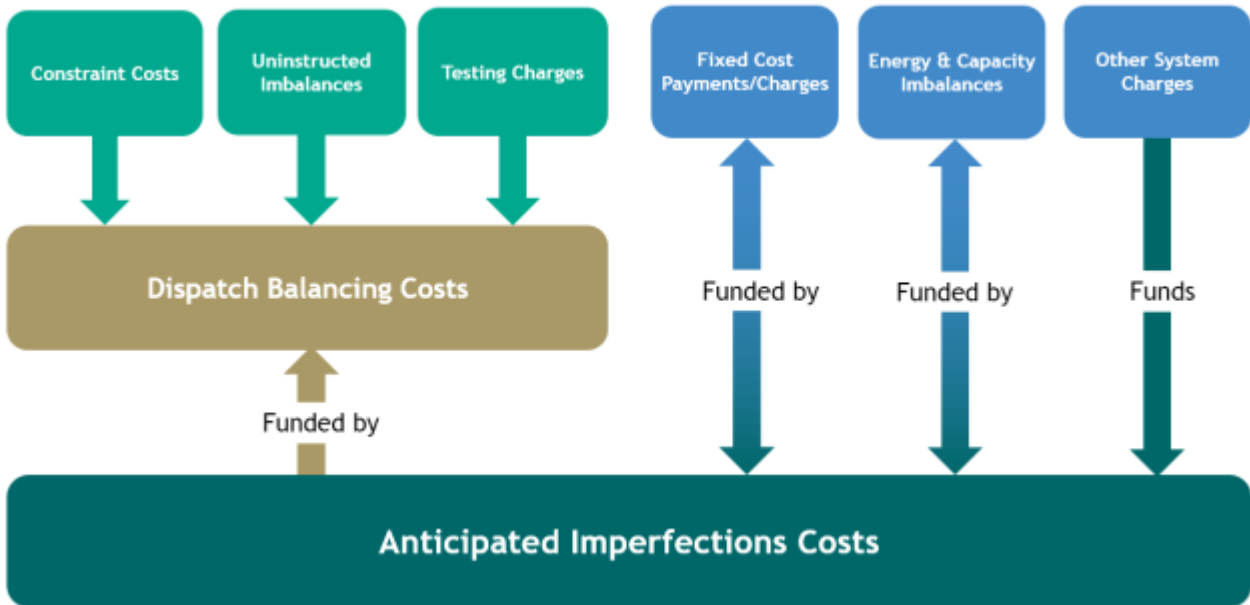 Constraint Costs
Uninstructed
Imbalances
Testing Charges
Fixed Cost
Payments/Charges
Energy & Capacity
Imbalances
Other System
Charges
Dispatch Balancing Costs
Funded by
Funded by
Funds
Funded by
Anticipated Imperfections Costs